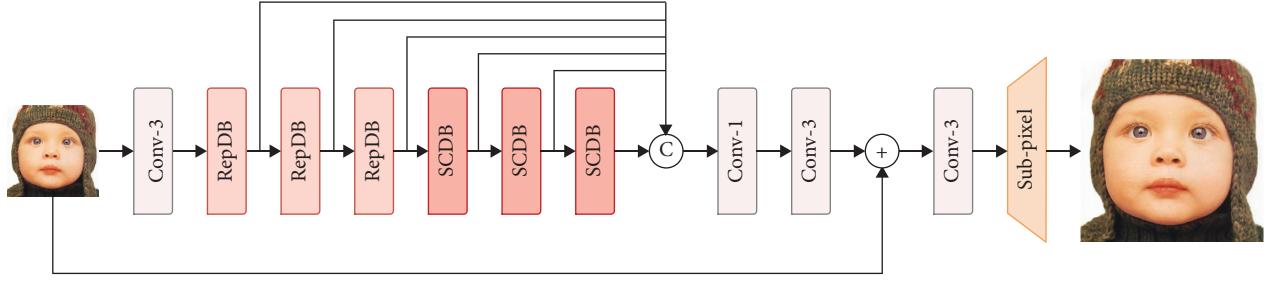 Conv-3
RepDB
RepDB
RepDB
SCDB
SCDB
SCDB
C
Conv-1
Conv-3
+
Conv-3
Sub-pixel